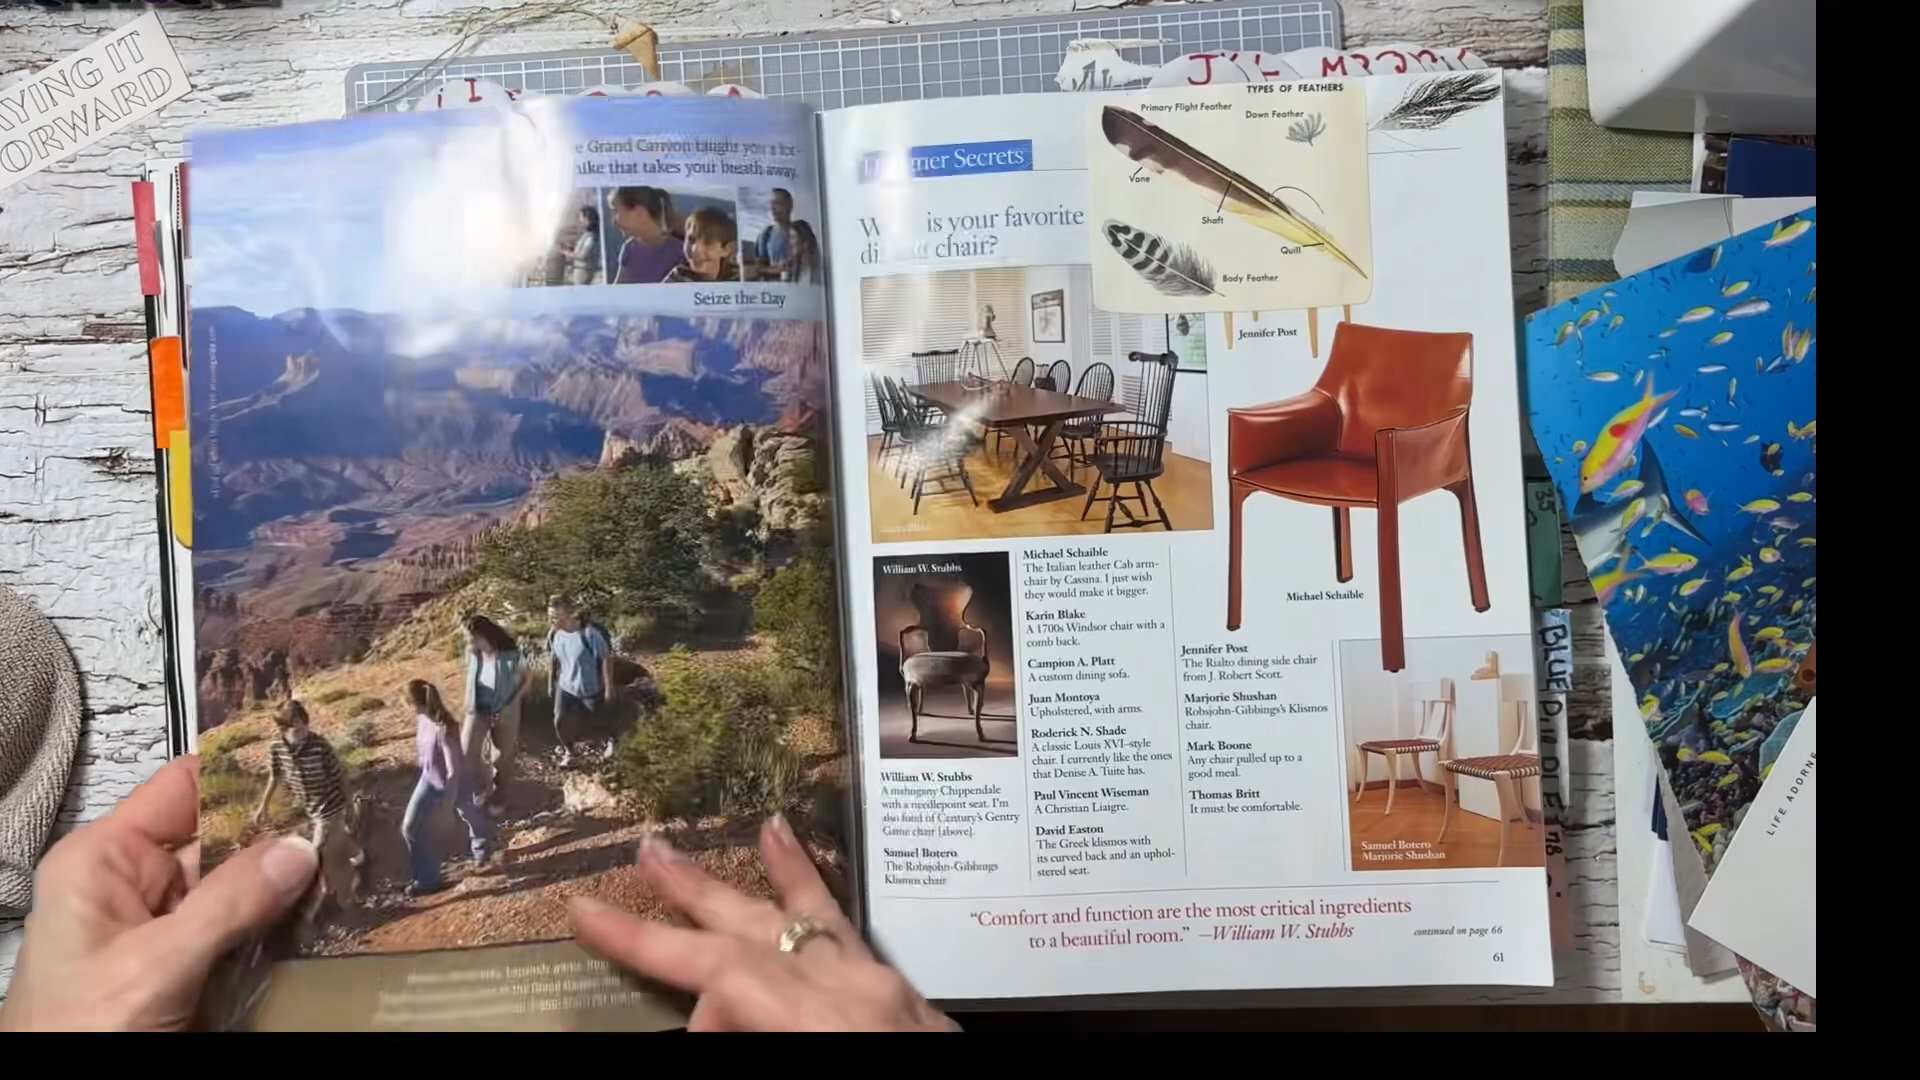 AYING IT
ORWARD
J
TYPES OF FEATHERS
Primary Flight Feather
Down Feather
Vane
Shaft
Quill
Body Feather
e Grand Canyon taught you a lot
hike that takes your breath away.
Seize the Day
ner Secrets
is your favorite
chair?
Jennifer Post
Michael Schaible
William W. Stubbs
Michael Schaible
The Italian leather Cab arm-
chair by Cassina. I just wish
they would make it bigger.
Karin Blake
A 1700s Windsor chair with a
comb back.
Campion A. Platt
A custom dining sofa.
Juan Montoya
Upholstered, with arms.
Roderick N. Shade
A classic Louis XVI–style
chair. I currently like the ones
that Denise A. Tuite has.
Paul Vincent Wiseman
A Christian Liaigre.
David Easton
The Greek klismos with
its curved back and an uphol-
stered seat.
William W. Stubbs
A mahogany Chippendale
with a needlepoint seat. I'm
also fond of Century's Gentry
Game chair [above].
Samuel Botero
The Robsjohn-Gibbings
Klismos chair
Jennifer Post
The Rialto dining side chair
from J. Robert Scott.
Marjorie Shushan
Robsjohn-Gibbings's Klismos
chair.
Mark Boone
Any chair pulled up to a
good meal.
Thomas Britt
It must be comfortable.
Samuel Botero
Marjorie Shushan
"Comfort and function are the most critical ingredients
to a beautiful room." —William W. Stubbs
continued on page 66
61
LIFE ADORNE